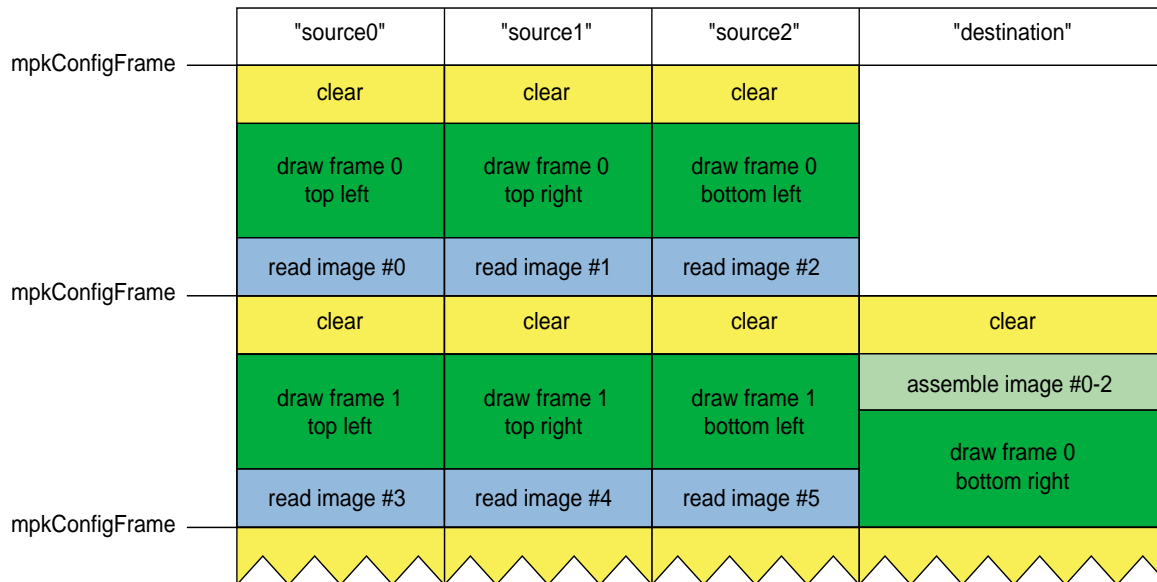 "source0" "source1" "source2" "destination"
mpkConfigFrame
clear clear clear
draw frame 0 draw frame 0 draw frame 0
top left top right bottom left
read image #0 read image #1 read image #2
mpkConfigFrame
clear clear clear clear
assemble image #0-2
draw frame 1 draw frame 1 draw frame 1
top left top right bottom left
draw frame 0
bottom right
read image #3 read image #4 read image #5
mpkConfigFrame